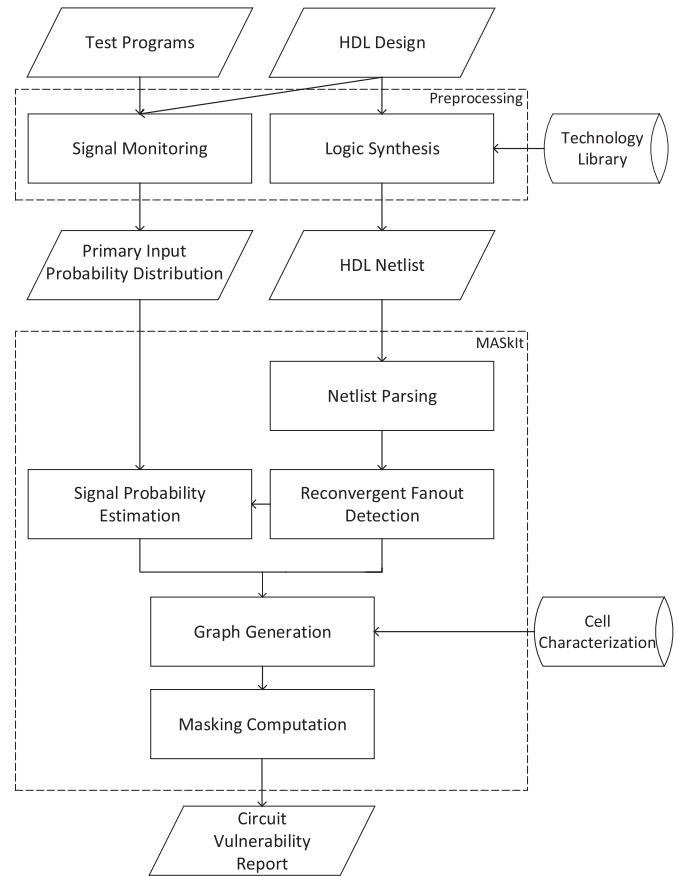 Test Programs
HDL Design
Preprocessing
Signal Monitoring
Logic Synthesis
Technology
Library
Primary Input
Probability Distribution
HDL Netlist
MASkIt
Netlist Parsing
Signal Probability
Estimation
Reconvergent Fanout
Detection
Graph Generation
Cell
Characterization
Masking Computation
Circuit
Vulnerability
Report